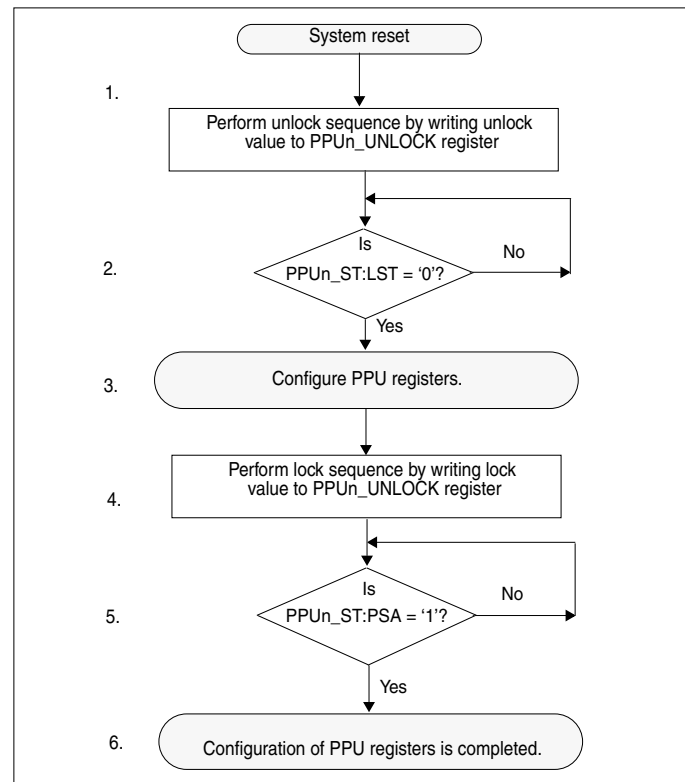 System reset
1.
Perform unlock sequence by writing unlock
value to PPUn_UNLOCK register
Is
2.
PPUn_ST:LST = ‘0’?
No
Yes
3.
Configure PPU registers.
Perform lock sequence by writing lock
value to PPUn_UNLOCK register
4.
Is
5.
PPUn_ST:PSA = ‘1’?
No
Yes
6.
Configuration of PPU registers is completed.